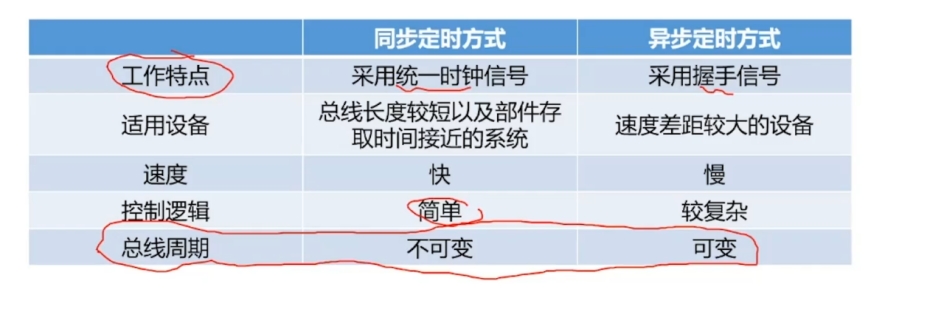 同步定时方式 异步定时方式
工作特点 采用统一时钟信号 采用握手信号
适用设备 总线长度较短以及部件存 速度差距较大的设备
取时间接近的系统
速度 快 慢
控制逻辑 简单 较复杂
总线周期 不可变 可变